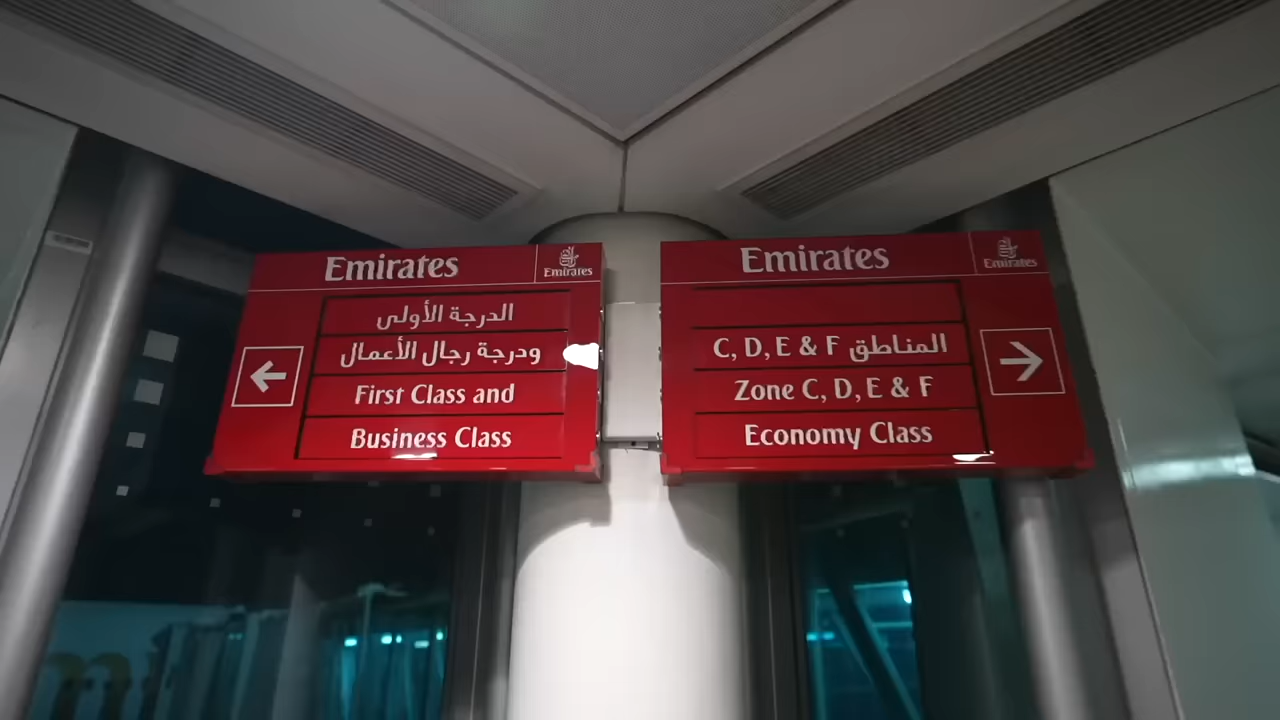 Emirates
Emirates
الدرجة الأولى
ودرجة رجال الأعمال
First Class and
Business Class
Emirates
Emirates
المناطق C, D, E & F
Zone C, D, E & F
Economy Class